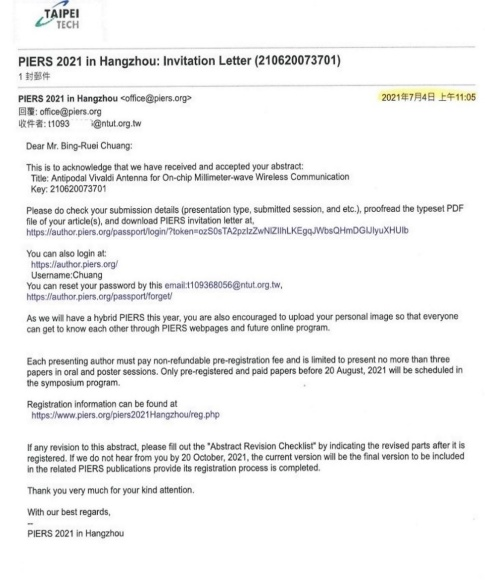 TAIPEI
TECH
PIERS 2021 in Hangzhou: Invitation Letter (210620073701)
1 封郵件
PIERS 2021 in Hangzhou <office@piers.org>
2021年7月4日 上午11:05
回覆: office@piers.org
收件者: t1093 @ntut.org.tw
Dear Mr. Bing-Ruei Chuang:
This is to acknowledge that we have received and accepted your abstract:
Title: Antipodal Vivaldi Antenna for On-chip Millimeter-wave Wireless Communication
Key: 210620073701
Please do check your submission details (presentation type, submitted session, and etc.), proofread the typeset PDF
file of your article(s), and download PIERS invitation letter at,
https://author.piers.org/passport/login/?token=
You can also login at:
https://author.piers.org/
Username:Chuang
You can reset your password by this email:t109368056@ntut.org.tw,
https://author.piers.org/passport/forget/
As we will have a hybrid PIERS this year, you are also encouraged to upload your personal image so that everyone
can get to know each other through PIERS webpages and future online program.
Each presenting author must pay non-refundable pre-registration fee and is limited to present no more than three
papers in oral and poster sessions. Only pre-registered and paid papers before 20 August, 2021 will be scheduled in
the symposium program.
Registration information can be found at
https://www.piers.org/piers2021Hangzhou/reg.php
If any revision to this abstract, please fill out the "Abstract Revision Checklist" by indicating the revised parts after it is
registered. If we do not hear from you by 20 October, 2021, the current version will be the final version to be included
in the related PIERS publications provide its registration process is completed.
Thank you very much for your kind attention.
With our best regards,
--
PIERS 2021 in Hangzhou